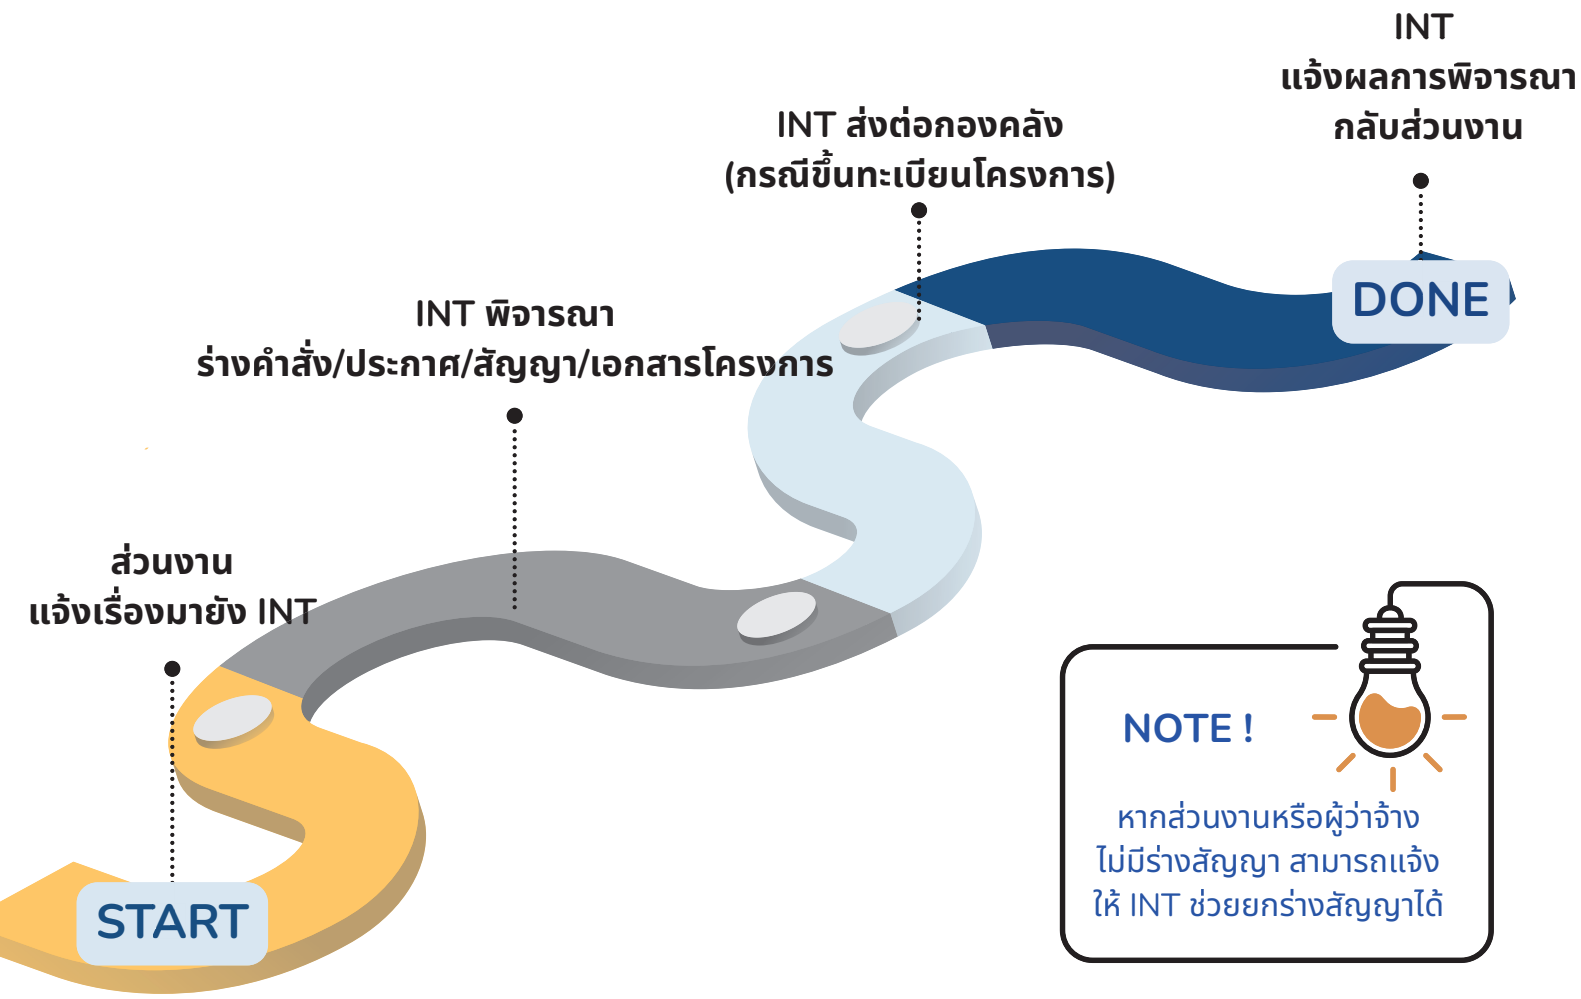 INT
แจ้งผลการพิจารณา
กลับส่วนงาน
INT ส่งต่อกองคลัง
(กรณีขึ้นทะเบียนโครงการ)
INT พิจารณา
ร่างคำสั่ง/ประกาศ/สัญญา/เอกสารโครงการ
ส่วนงาน
แจ้งเรื่องมายัง INT
DONE
START
NOTE !
หากส่วนงานหรือผู้ว่าจ้าง
ไม่มีร่างสัญญา สามารถแจ้ง
ให้ INT ช่วยยกร่างสัญญาได้